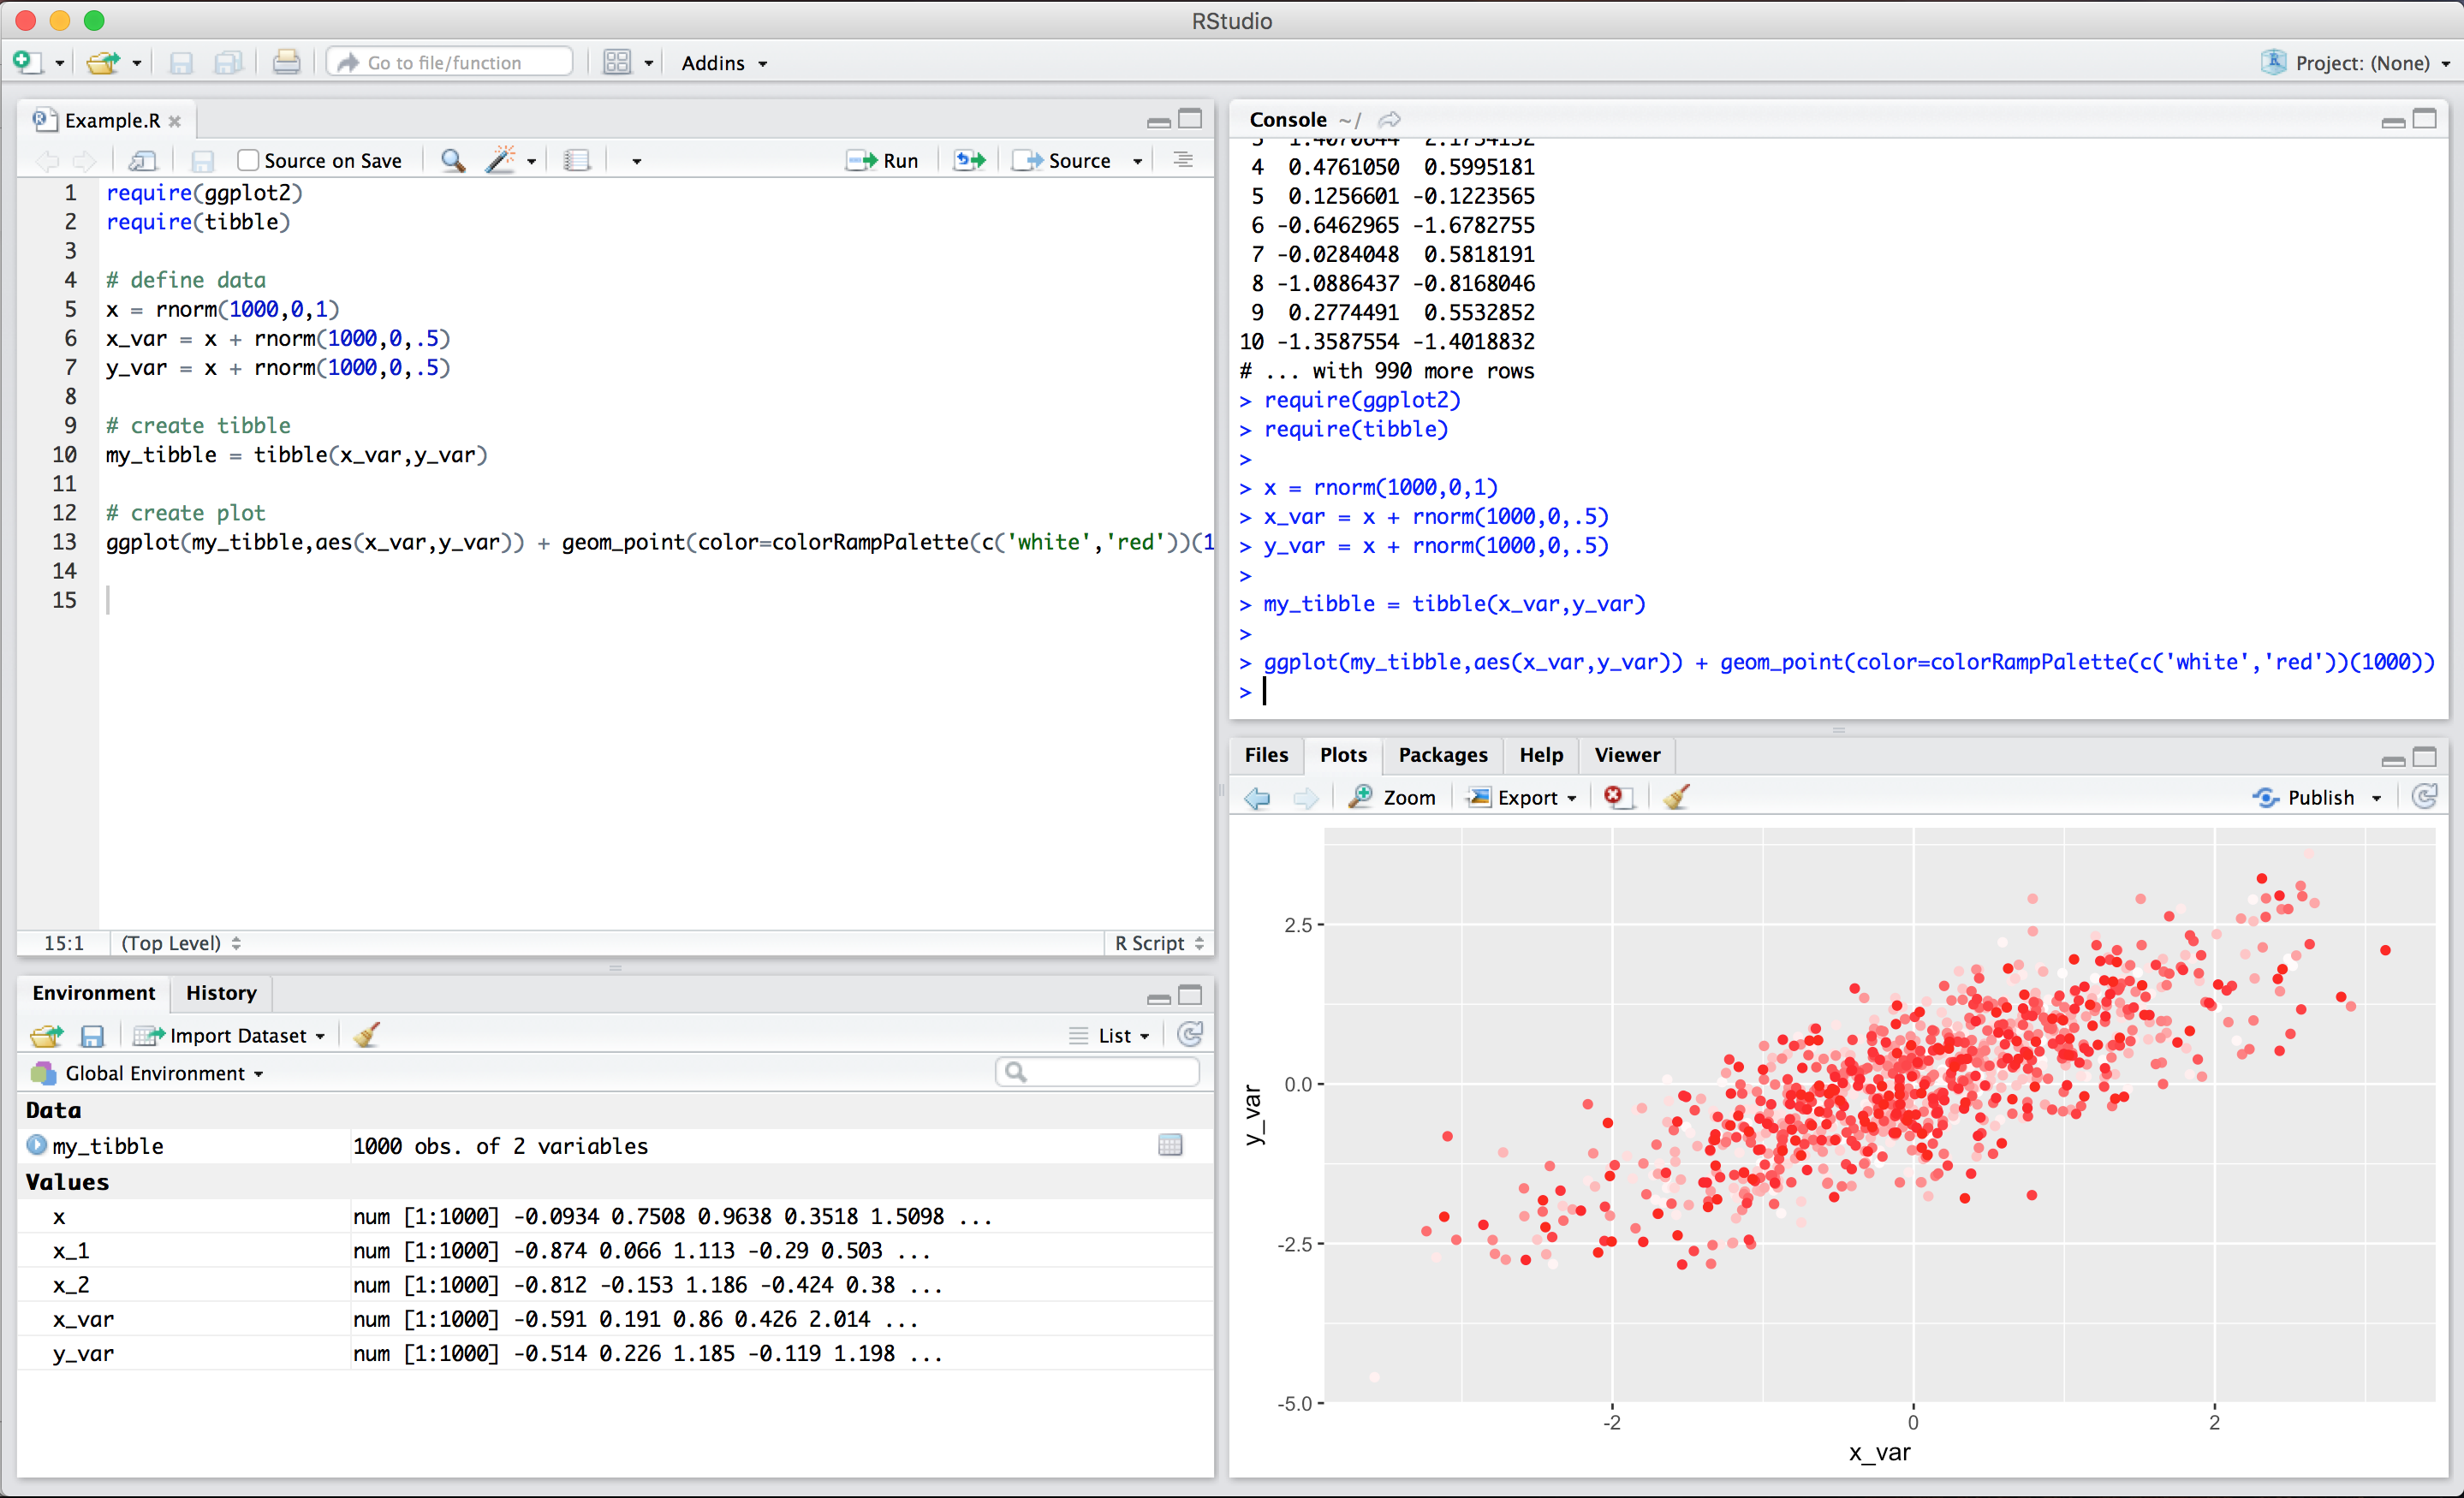 RStudio
Go to file/function
Addins
Project: (None)
Example.R
Source on Save
Run
Source
1 require(ggplot2)
2 require(tibble)
3
4 # define data
5 x = rnorm(1000,0,1)
6 x_var = x + rnorm(1000,0,.5)
7 y_var = x + rnorm(1000,0,.5)
8
9 # create tibble
10 my_tibble = tibble(x_var,y_var)
11
12 # create plot
13 ggplot(my_tibble,aes(x_var,y_var)) + geom_point(color=colorRampPalette(c('white','red'))(1
14
15
15:1 (Top Level) R Script
Environment History
Import Dataset List
Global Environment
Data
my_tibble 1000 obs. of 2 variables
Values
x num [1:1000] -0.0934 0.7508 0.9638 0.3518 1.5098 ...
x_1 num [1:1000] -0.874 0.066 1.113 -0.29 0.503 ...
x_2 num [1:1000] -0.812 -0.153 1.186 -0.424 0.38 ...
x_var num [1:1000] -0.591 0.191 0.86 0.426 2.014 ...
y_var num [1:1000] -0.514 0.226 1.185 -0.119 1.198 ...
Console ~/
4 0.4761050 0.5995181
5 0.1256601 -0.1223565
6 -0.6462965 -1.6782755
7 -0.0284048 0.5818191
8 -1.0886437 -0.8168046
9 0.2774491 0.5532852
10 -1.3587554 -1.4018832
# ... with 990 more rows
> require(ggplot2)
> require(tibble)
>
> x = rnorm(1000,0,1)
> x_var = x + rnorm(1000,0,.5)
> y_var = x + rnorm(1000,0,.5)
>
> my_tibble = tibble(x_var,y_var)
>
> ggplot(my_tibble,aes(x_var,y_var)) + geom_point(color=colorRampPalette(c('white','red'))(1000))
>
Files Plots Packages Help Viewer
Zoom Export Publish
2.5
0.0
-2.5
-5.0
y_var
-2 0 2
x_var